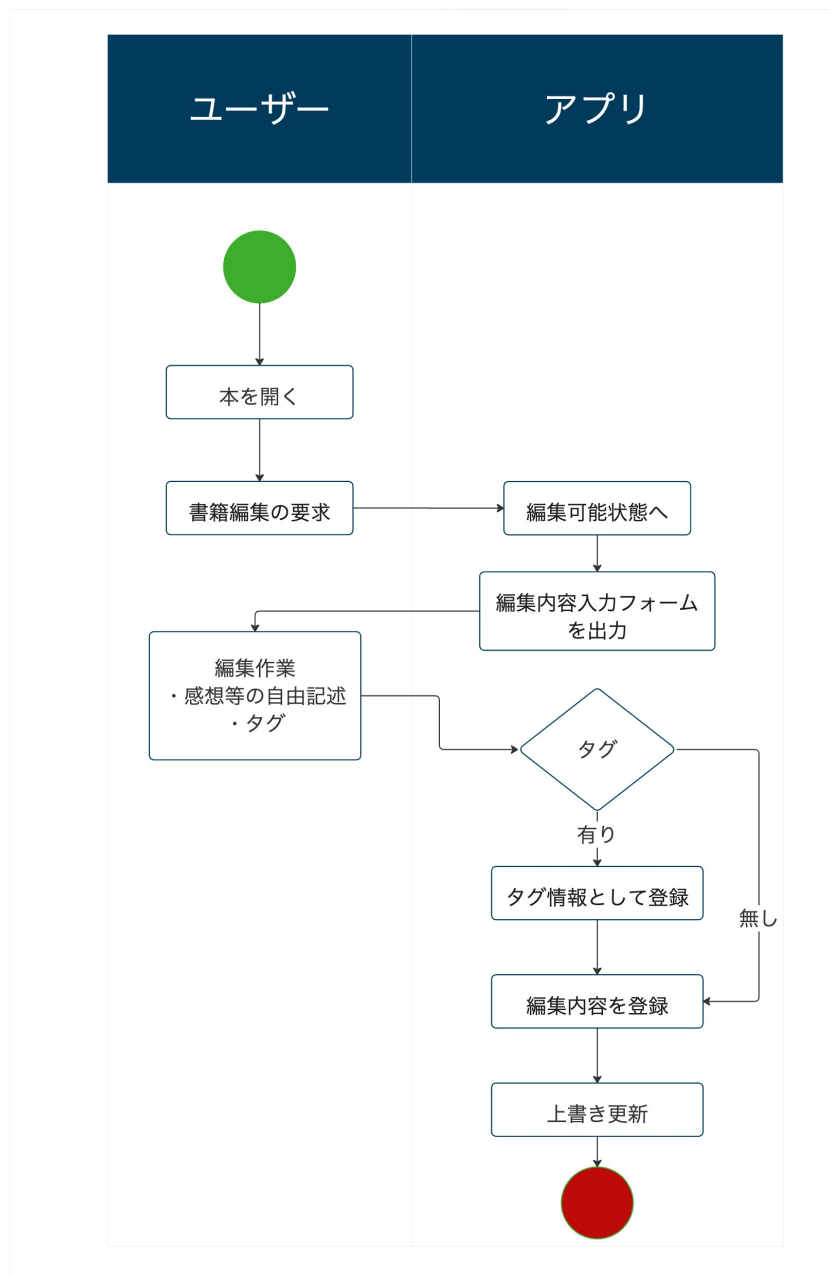 ユーザー
アプリ
本を開く
書籍編集の要求
編集可能状態へ
編集内容入力フォーム
を出力
編集作業
・感想等の自由記述
・タグ
タグ
有り
タグ情報として登録
無し
編集内容を登録
上書き更新